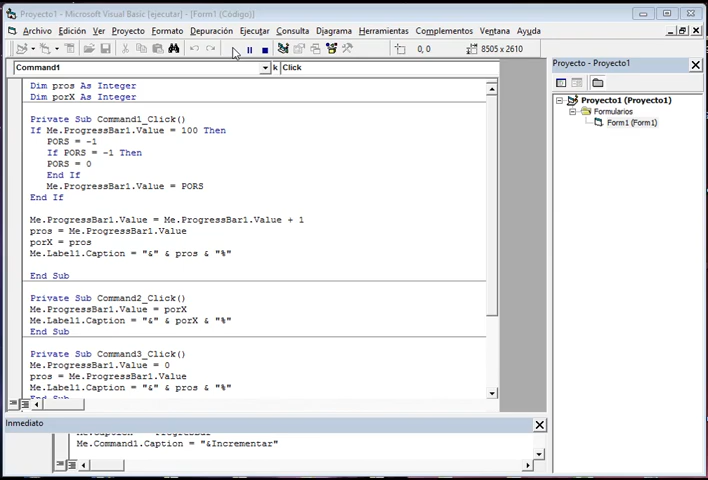 Proyecto1 - Microsoft Visual Basic [ejecutar] - [Form1 (Código)]
Archivo Edición Ver Proyecto Formato Depuración Ejecutar Consulta Diagrama Herramientas Complementos Ventana Ayuda
0, 0 8505 x 2610
Command1 k Click
Proyecto - Proyecto1
Proyecto1 (Proyecto1)
Formularios
Form1 (Form1)
Dim pros As Integer
Dim porX As Integer
Private Sub Command1_Click()
If Me.ProgressBar1.Value = 100 Then
PORS = -1
If PORS = -1 Then
PORS = 0
End If
Me.ProgressBar1.Value = PORS
End If
Me.ProgressBar1.Value = Me.ProgressBar1.Value + 1
pros = Me.ProgressBar1.Value
porX = pros
Me.Label1.Caption = "&" & pros & "%"
End Sub
Private Sub Command2_Click()
Me.ProgressBar1.Value = porX
Me.Label1.Caption = "&" & porX & "%"
End Sub
Private Sub Command3_Click()
Me.ProgressBar1.Value = 0
pros = Me.ProgressBar1.Value
Me.Label1.Caption = "&" & pros & "%"
End Sub
Inmediato
Me.Command1.Caption = "&Incrementar"